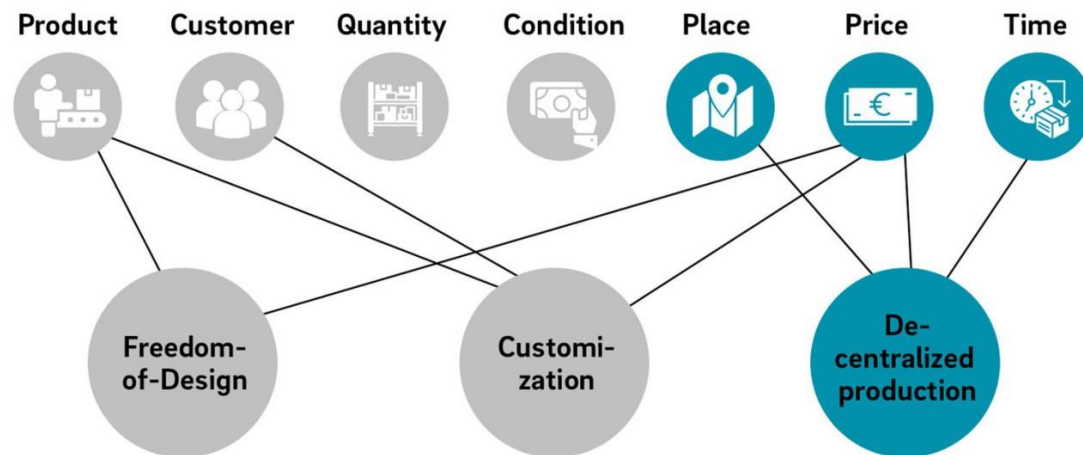 Product Customer Quantity Condition Place Price Time
€
Freedom-
of-Design
Customi-
zation
De-
centralized
production